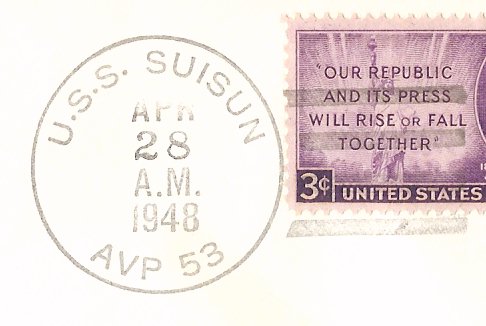 U.S.S. SUISUN
APR
28
A.M.
1948
AVP 53
"OUR REPUBLIC
AND ITS PRESS
WILL RISE OR FALL
TOGETHER"
3¢ UNITED STATES